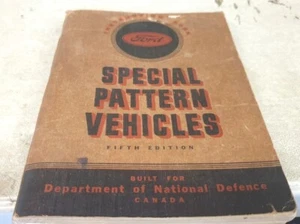 Ford
SPECIAL
PATTERN
VEHICLES
FIFTH EDITION
BUILT FOR
Department of National Defence
CANADA